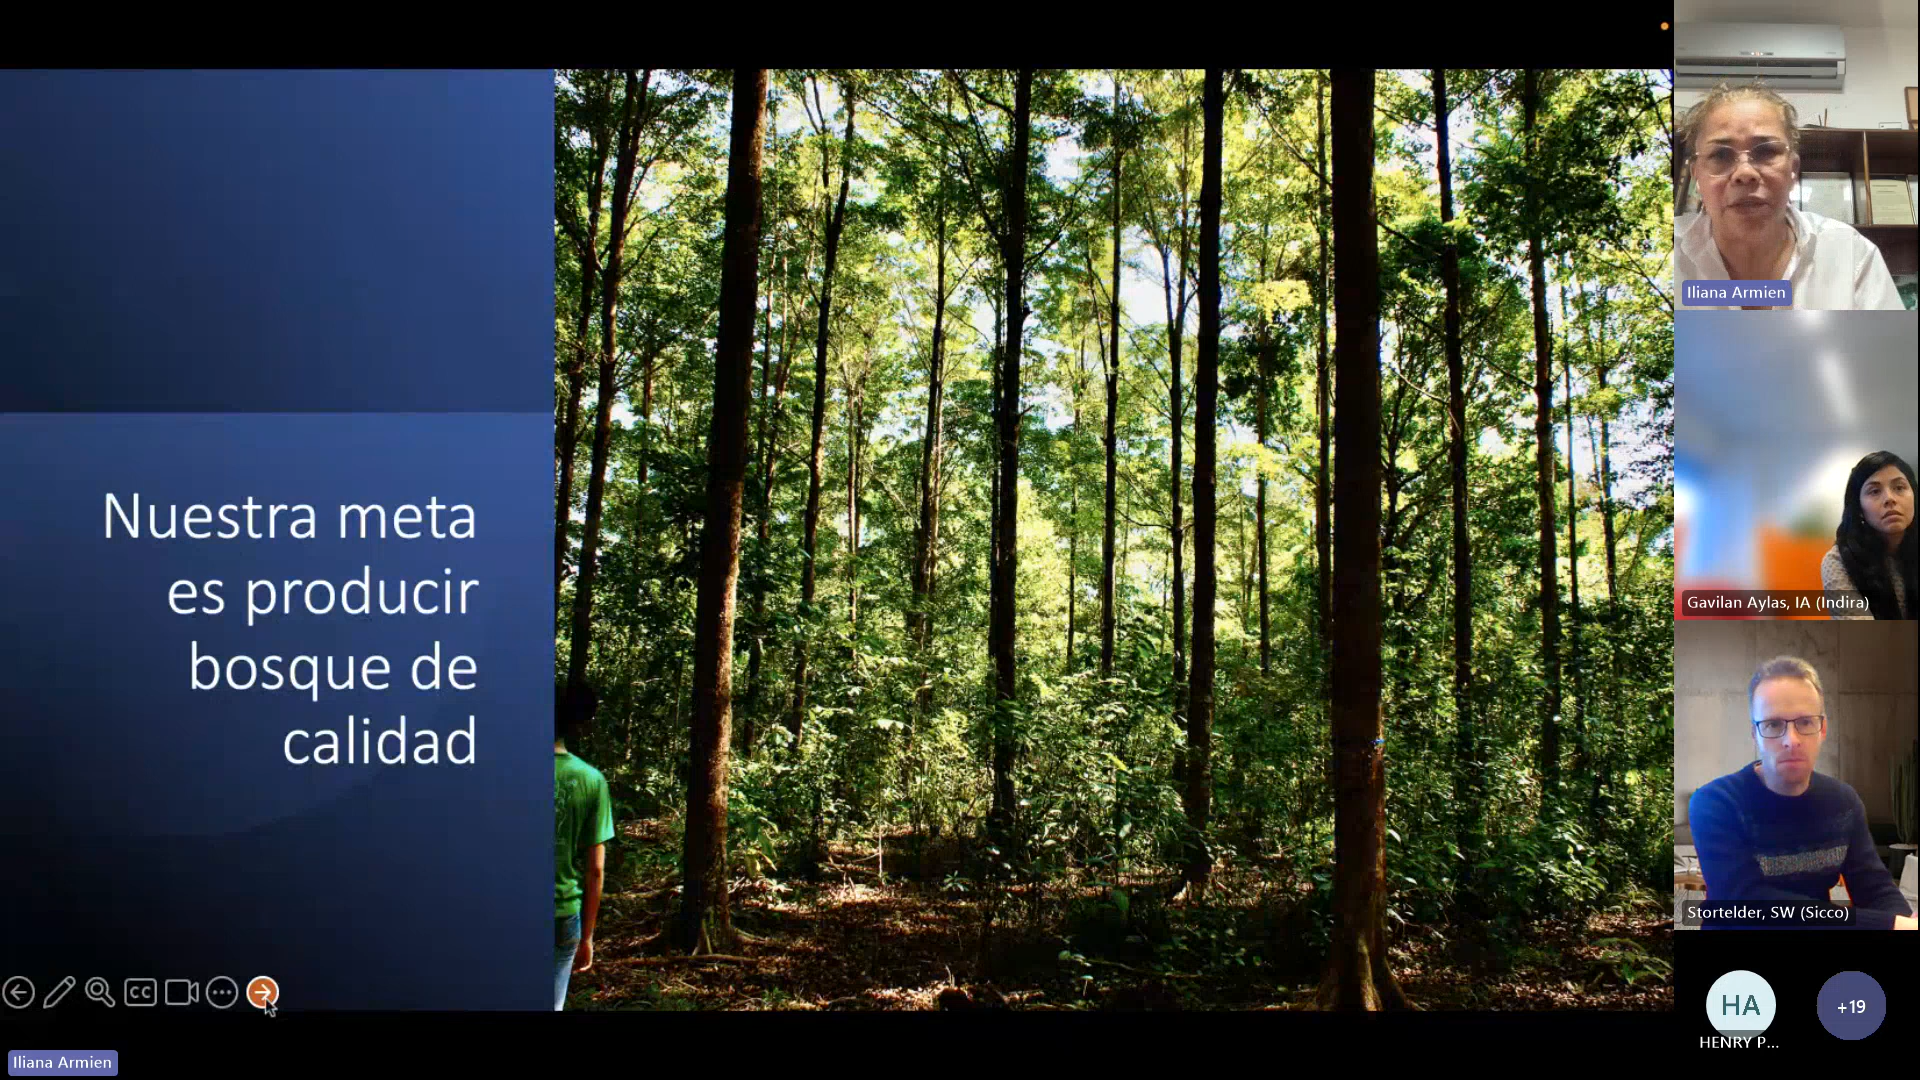 Nuestra meta
es producir
bosque de
calidad
CC
Iliana Armien
Iliana Armien
Gavilan Aylas, IA (Indira)
Stortelder, SW (Sicco)
HA
+19
HENRY P...